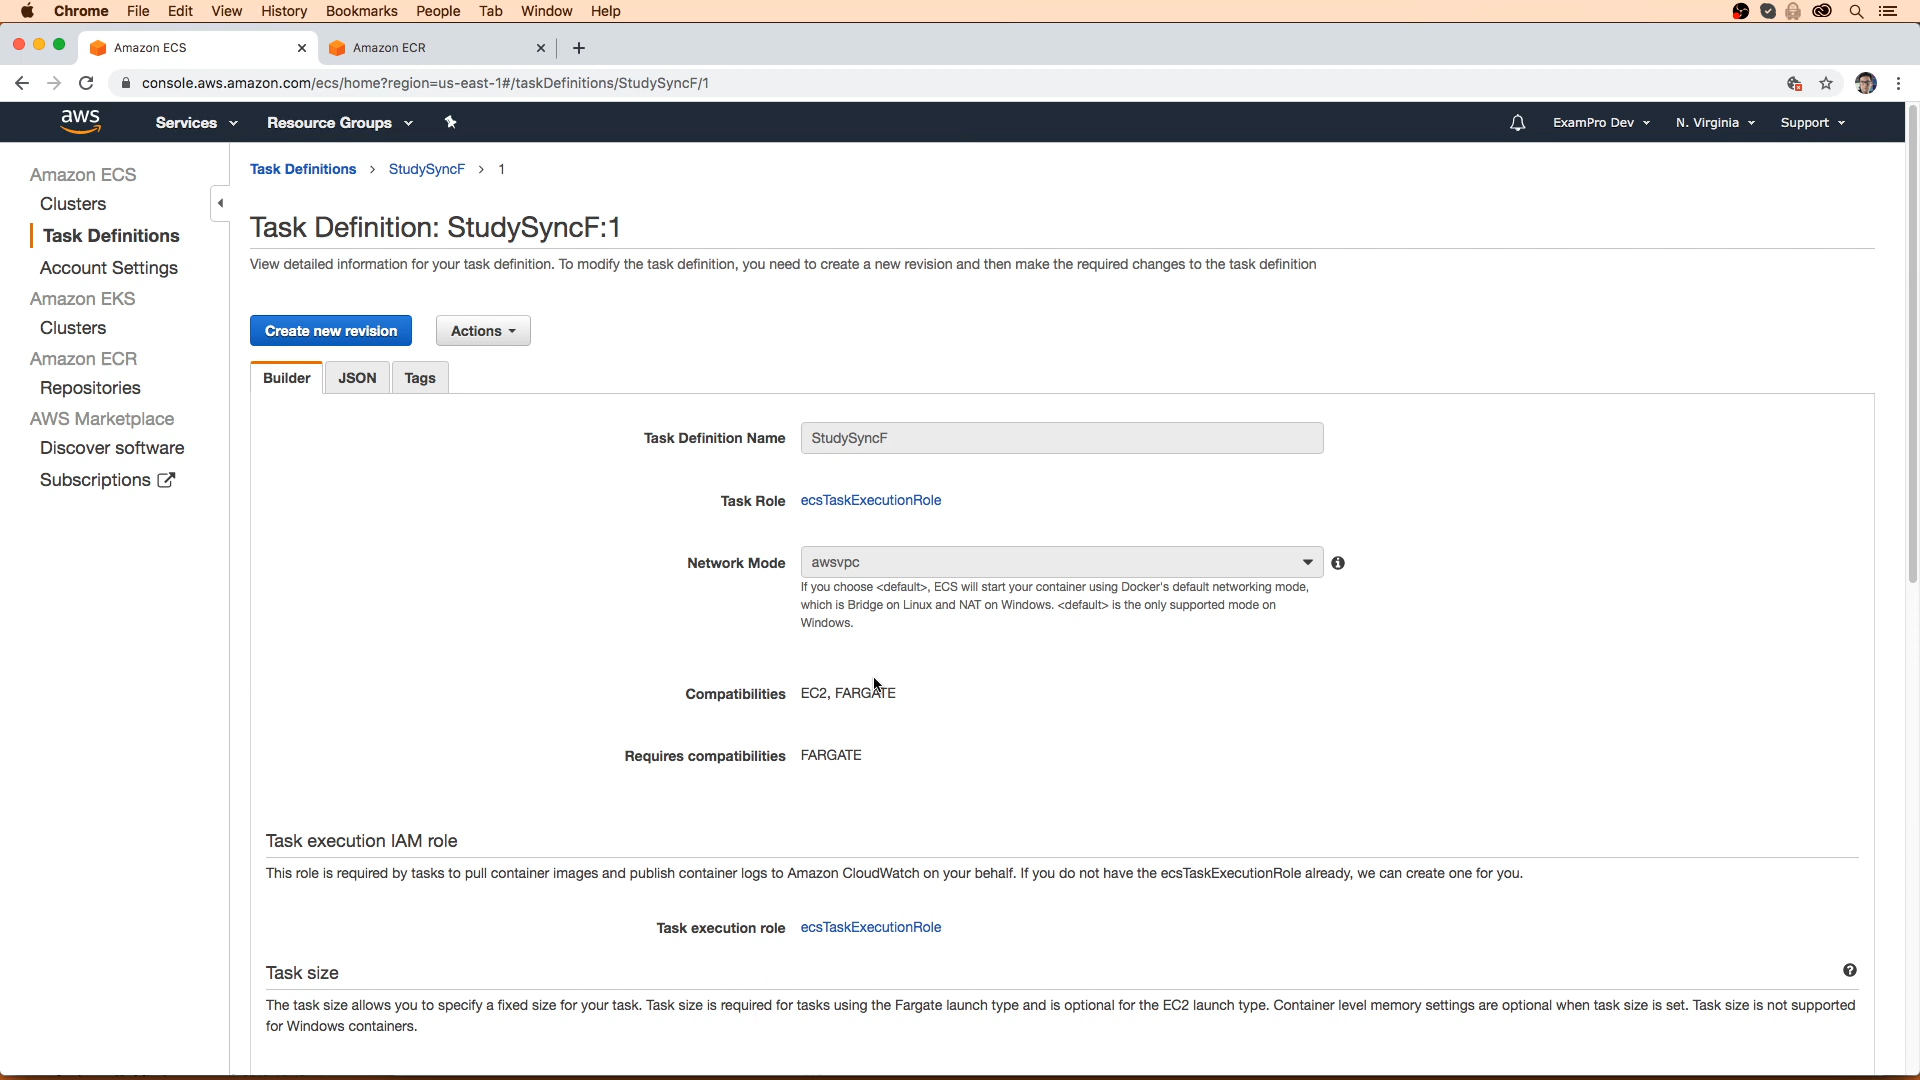 Chrome File Edit View History Bookmarks People Tab Window Help
Amazon ECS
Amazon ECR
console.aws.amazon.com/ecs/home?region=us-east-1#/taskDefinitions/StudySyncF/1
aws Services Resource Groups ExamPro Dev N. Virginia Support
Amazon ECS
Clusters
Task Definitions
Account Settings
Amazon EKS
Clusters
Amazon ECR
Repositories
AWS Marketplace
Discover software
Subscriptions
Task Definitions > StudySyncF > 1
Task Definition: StudySyncF:1
View detailed information for your task definition. To modify the task definition, you need to create a new revision and then make the required changes to the task definition
Create new revision Actions
Builder JSON Tags
Task Definition Name StudySyncF
Task Role ecsTaskExecutionRole
Network Mode awsvpc
If you choose <default>, ECS will start your container using Docker's default networking mode,
which is Bridge on Linux and NAT on Windows. <default> is the only supported mode on
Windows.
Compatibilities EC2, FARGATE
Requires compatibilities FARGATE
Task execution IAM role
This role is required by tasks to pull container images and publish container logs to Amazon CloudWatch on your behalf. If you do not have the ecsTaskExecutionRole already, we can create one for you.
Task execution role ecsTaskExecutionRole
Task size
The task size allows you to specify a fixed size for your task. Task size is required for tasks using the Fargate launch type and is optional for the EC2 launch type. Container level memory settings are optional when task size is set. Task size is not supported
for Windows containers.